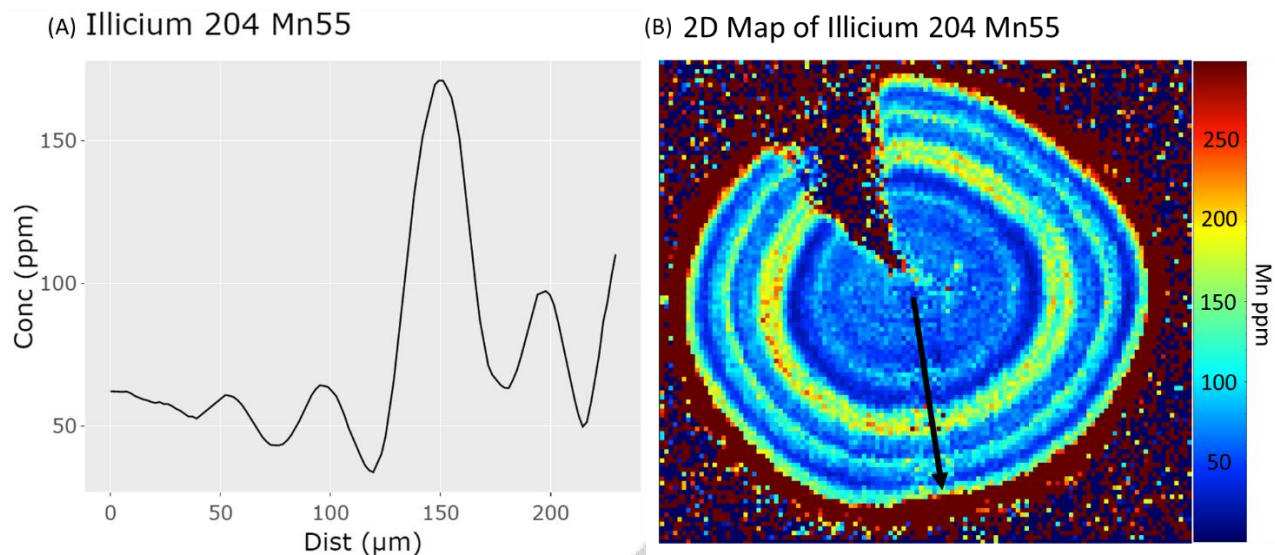 (A) Illicium 204 Mn55
150
100
50
Conc (ppm)
0 50 100 150 200
Dist (µm)
(B) 2D Map of Illicium 204 Mn55
250
200
150
100
50
Mn ppm